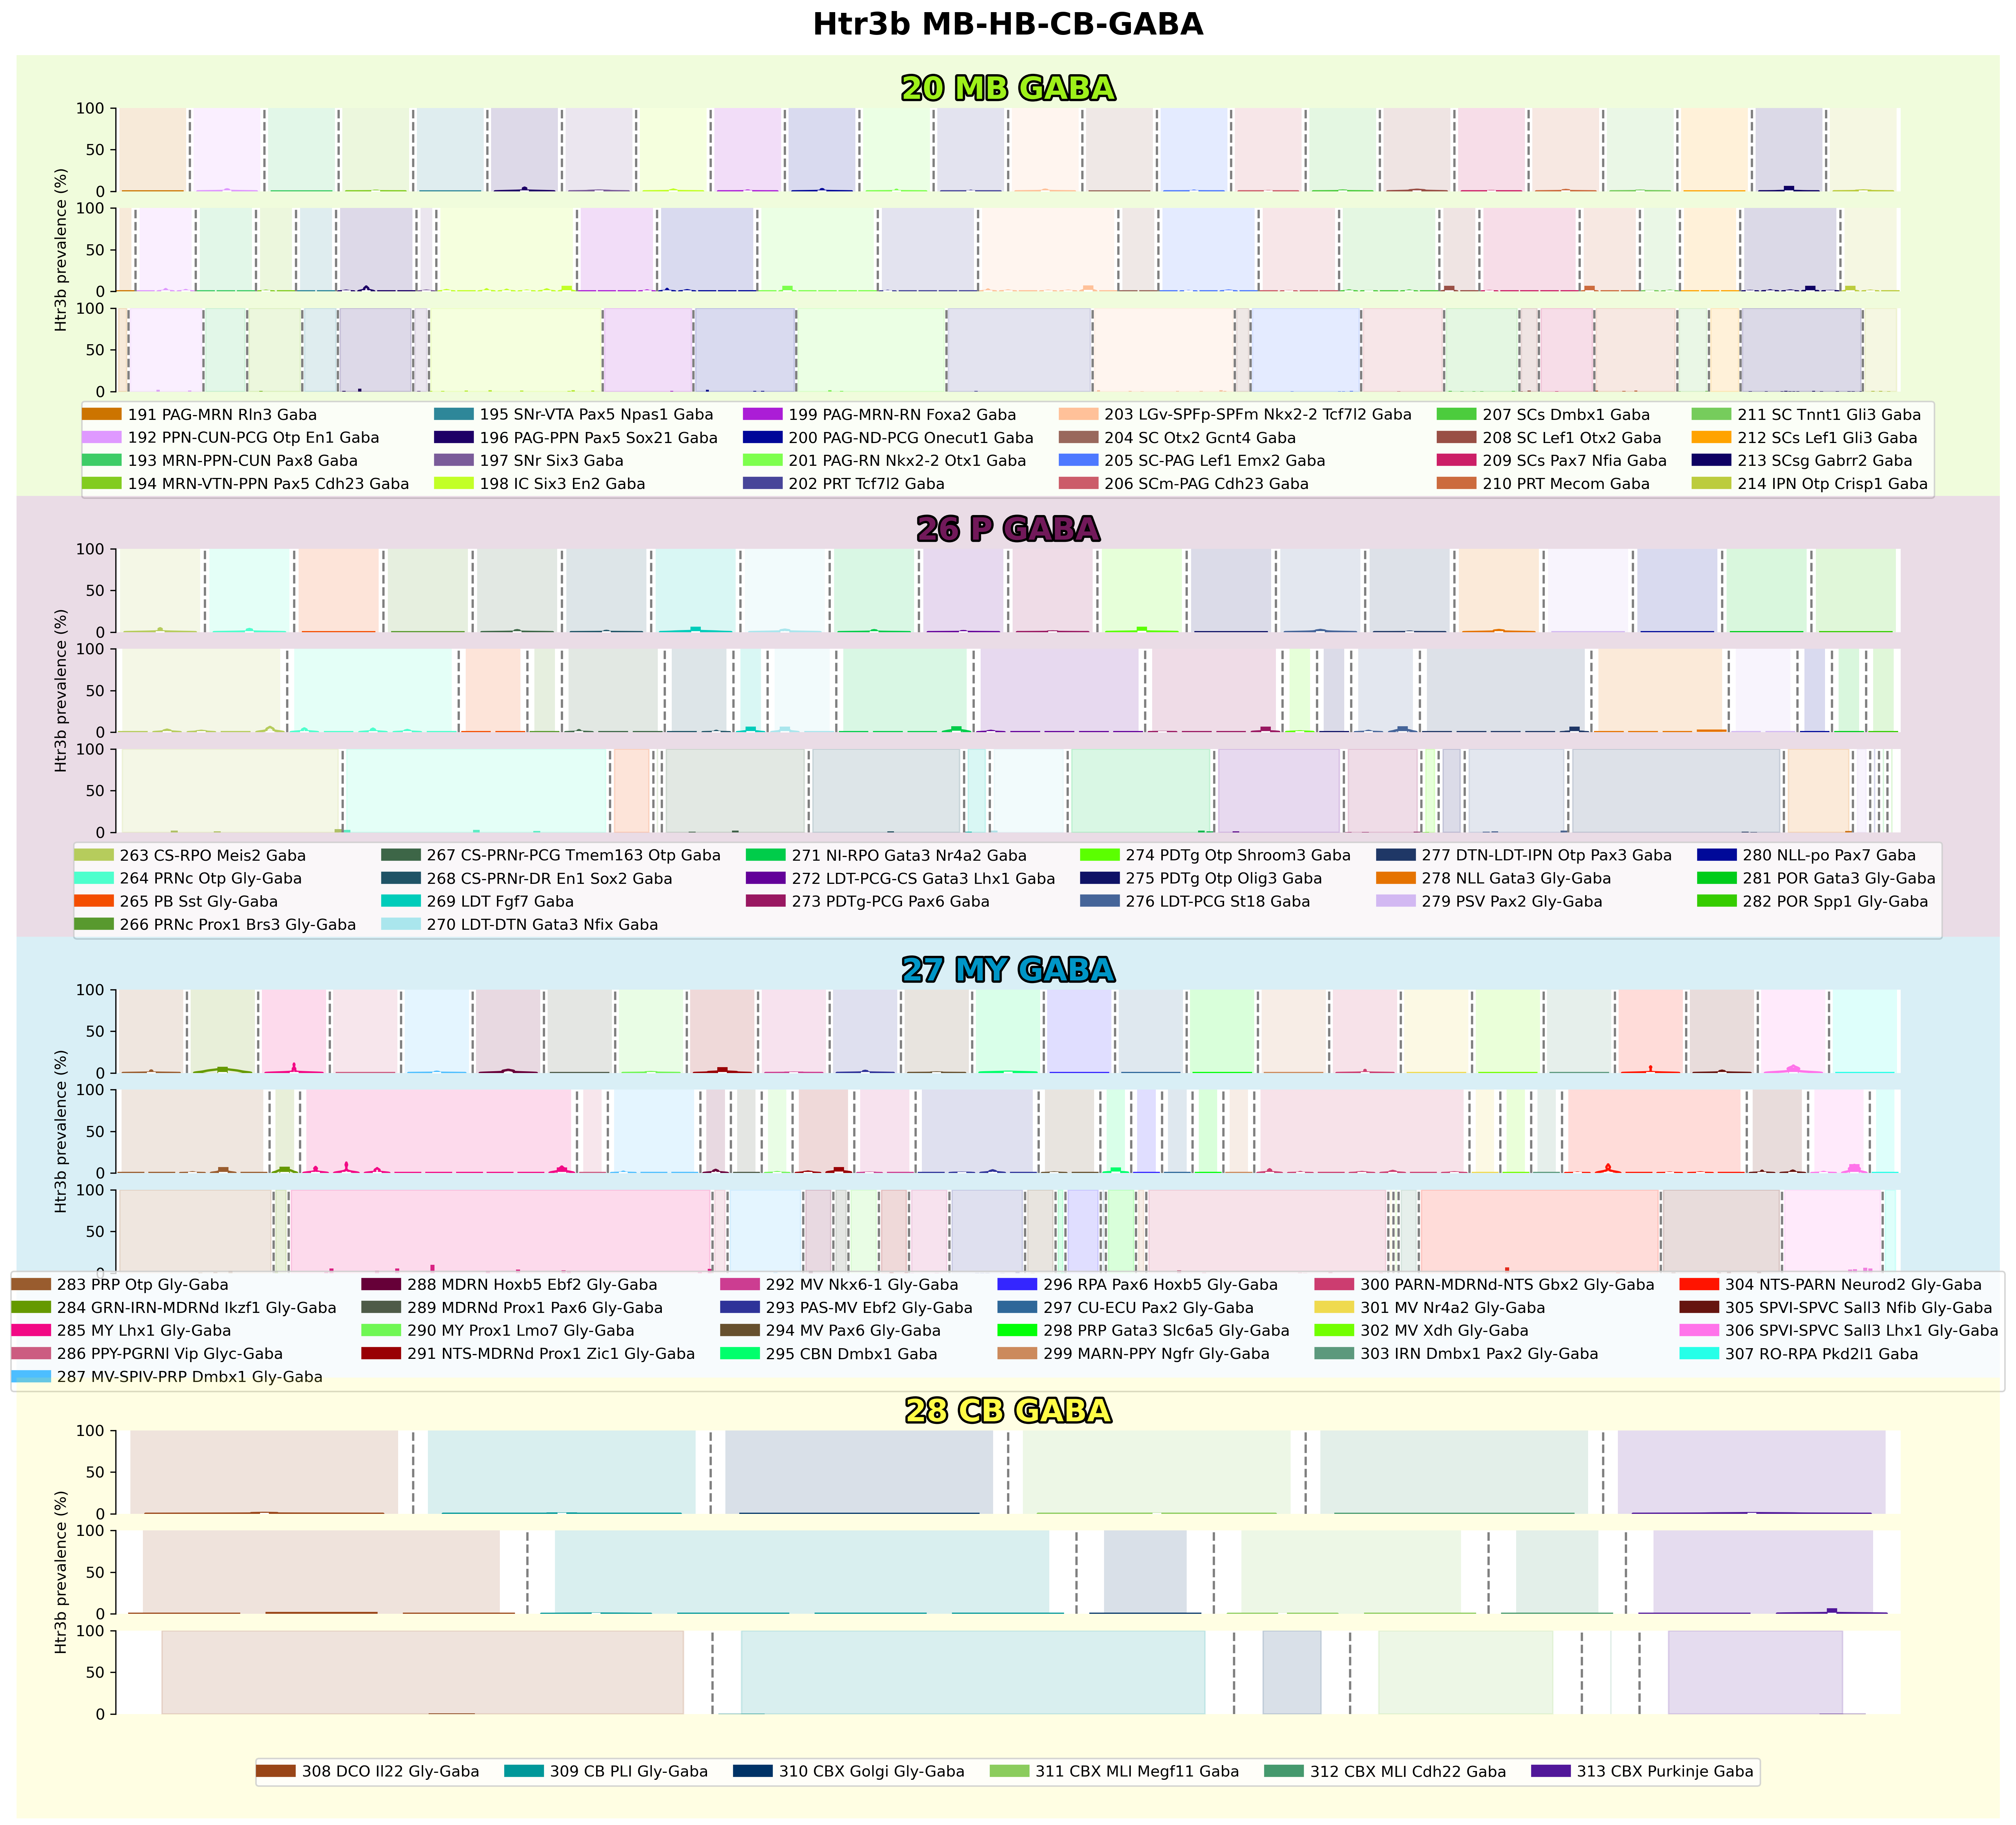 Htr3b MB-HB-CB-GABA
20 MB GABA
Htr3b prevalence (%)
100
50
0
100
50
0
100
50
0
191 PAG-MRN Rln3 Gaba
192 PPN-CUN-PCG Otp En1 Gaba
193 MRN-PPN-CUN Pax8 Gaba
194 MRN-VTN-PPN Pax5 Cdh23 Gaba
195 SNr-VTA Pax5 Npas1 Gaba
196 PAG-PPN Pax5 Sox21 Gaba
197 SNr Six3 Gaba
198 IC Six3 En2 Gaba
199 PAG-MRN-RN Foxa2 Gaba
200 PAG-ND-PCG Onecut1 Gaba
201 PAG-RN Nkx2-2 Otx1 Gaba
202 PRT Tcf7l2 Gaba
203 LGv-SPFp-SPFm Nkx2-2 Tcf7l2 Gaba
204 SC Otx2 Gcnt4 Gaba
205 SC-PAG Lef1 Emx2 Gaba
206 SCm-PAG Cdh23 Gaba
207 SCs Dmbx1 Gaba
208 SC Lef1 Otx2 Gaba
209 SCs Pax7 Nfia Gaba
210 PRT Mecom Gaba
211 SC Tnnt1 Gli3 Gaba
212 SCs Lef1 Gli3 Gaba
213 SCsg Gabrr2 Gaba
214 IPN Otp Crisp1 Gaba
26 P GABA
Htr3b prevalence (%)
100
50
0
100
50
0
100
50
0
263 CS-RPO Meis2 Gaba
264 PRNc Otp Gly-Gaba
265 PB Sst Gly-Gaba
266 PRNc Prox1 Brs3 Gly-Gaba
267 CS-PRNr-PCG Tmem163 Otp Gaba
268 CS-PRNr-DR En1 Sox2 Gaba
269 LDT Fgf7 Gaba
270 LDT-DTN Gata3 Nfix Gaba
271 NI-RPO Gata3 Nr4a2 Gaba
272 LDT-PCG-CS Gata3 Lhx1 Gaba
273 PDTg-PCG Pax6 Gaba
274 PDTg Otp Shroom3 Gaba
275 PDTg Otp Olig3 Gaba
276 LDT-PCG St18 Gaba
277 DTN-LDT-IPN Otp Pax3 Gaba
278 NLL Gata3 Gly-Gaba
279 PSV Pax2 Gly-Gaba
280 NLL-po Pax7 Gaba
281 POR Gata3 Gly-Gaba
282 POR Spp1 Gly-Gaba
27 MY GABA
Htr3b prevalence (%)
100
50
0
100
50
0
100
50
0
283 PRP Otp Gly-Gaba
284 GRN-IRN-MDRNd Ikzf1 Gly-Gaba
285 MY Lhx1 Gly-Gaba
286 PPY-PGRNl Vip Glyc-Gaba
287 MV-SPIV-PRP Dmbx1 Gly-Gaba
288 MDRN Hoxb5 Ebf2 Gly-Gaba
289 MDRNd Prox1 Pax6 Gly-Gaba
290 MY Prox1 Lmo7 Gly-Gaba
291 NTS-MDRNd Prox1 Zic1 Gly-Gaba
292 MV Nkx6-1 Gly-Gaba
293 PAS-MV Ebf2 Gly-Gaba
294 MV Pax6 Gly-Gaba
295 CBN Dmbx1 Gaba
296 RPA Pax6 Hoxb5 Gly-Gaba
297 CU-ECU Pax2 Gly-Gaba
298 PRP Gata3 Slc6a5 Gly-Gaba
299 MARN-PPY Ngfr Gly-Gaba
300 PARN-MDRNd-NTS Gbx2 Gly-Gaba
301 MV Nr4a2 Gly-Gaba
302 MV Xdh Gly-Gaba
303 IRN Dmbx1 Pax2 Gly-Gaba
304 NTS-PARN Neurod2 Gly-Gaba
305 SPVI-SPVC Sall3 Nfib Gly-Gaba
306 SPVI-SPVC Sall3 Lhx1 Gly-Gaba
307 RO-RPA Pkd2l1 Gaba
28 CB GABA
Htr3b prevalence (%)
100
50
0
100
50
0
100
50
0
308 DCO Il22 Gly-Gaba
309 CB PLI Gly-Gaba
310 CBX Golgi Gly-Gaba
311 CBX MLI Megf11 Gaba
312 CBX MLI Cdh22 Gaba
313 CBX Purkinje Gaba